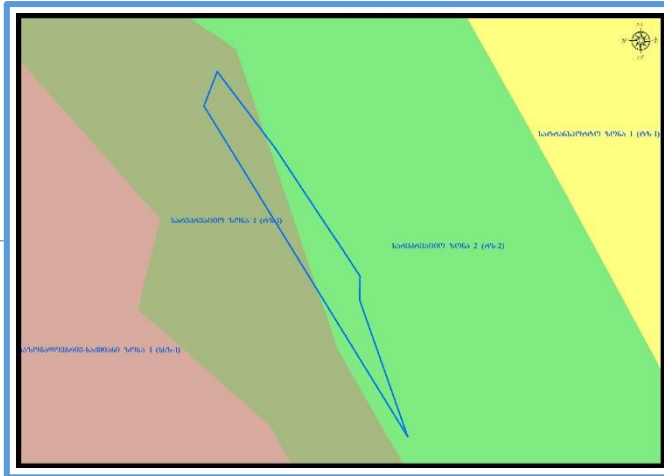 სატრანსპორტო ზონა 1 (ტზ-1)
სარეკრეაციო ზონა 1 (რზ-1)
სარეკრეაციო ზონა 2 (რზ-2)
აზოგადოებრივ-საქმიანი ზონა 1 (სსზ-1)